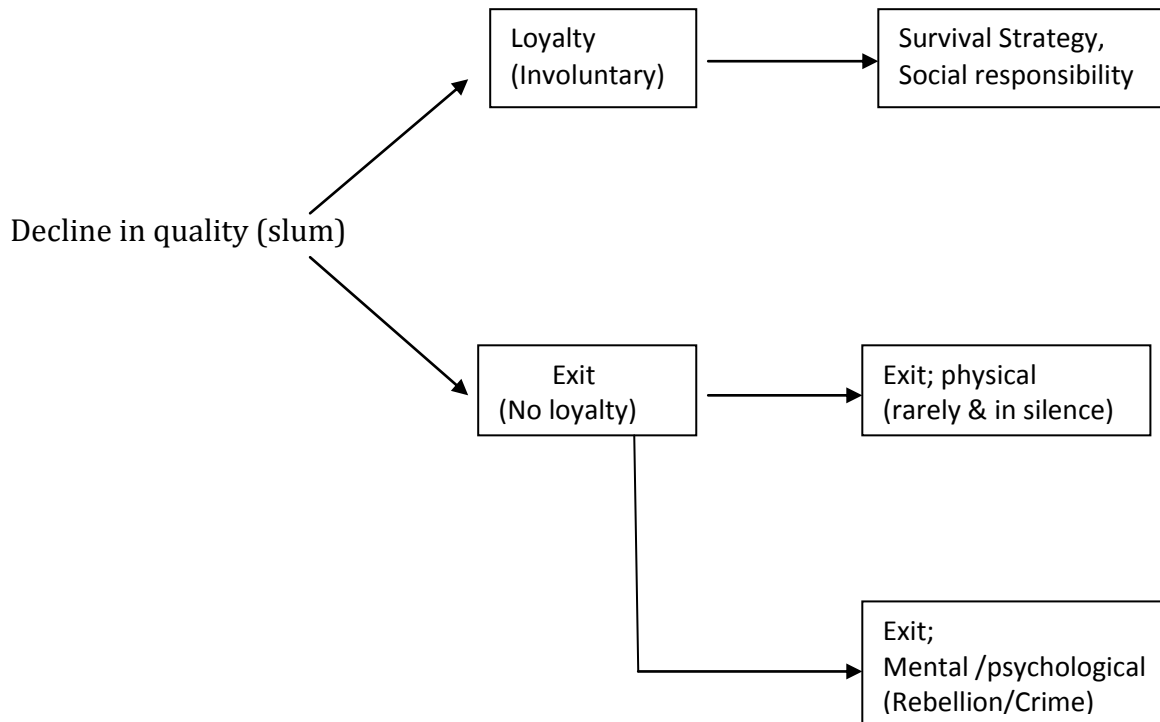 Loyalty
(Involuntary)
Survival Strategy,
Social responsibility
Decline in quality (slum)
Exit
(No loyalty)
Exit; physical
(rarely & in silence)
Exit;
Mental /psychological
(Rebellion/Crime)